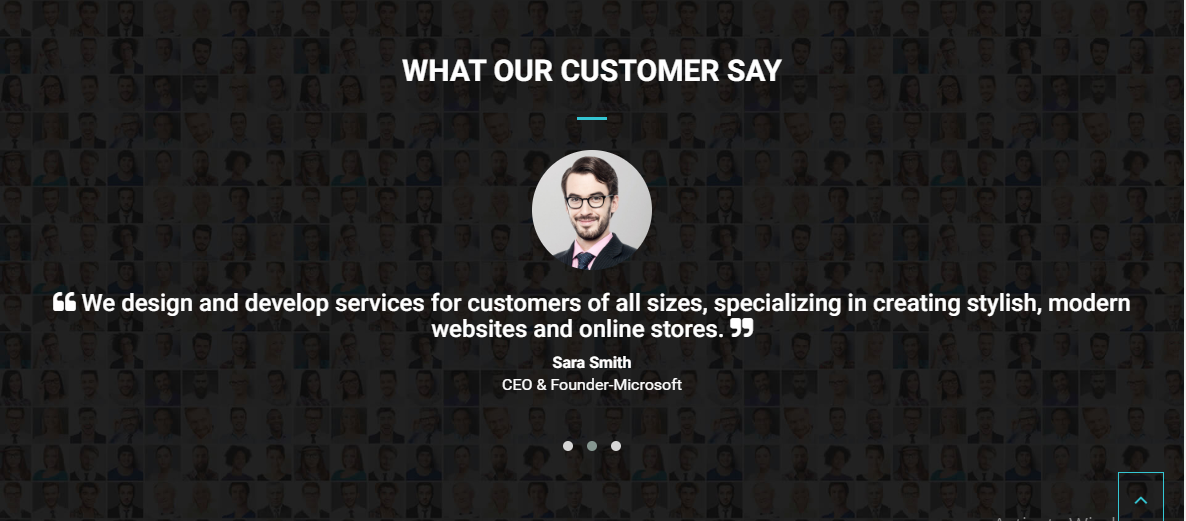 WHAT OUR CUSTOMER SAY
“ We design and develop services for customers of all sizes, specializing in creating stylish, modern
websites and online stores. ”
Sara Smith
CEO & Founder-Microsoft